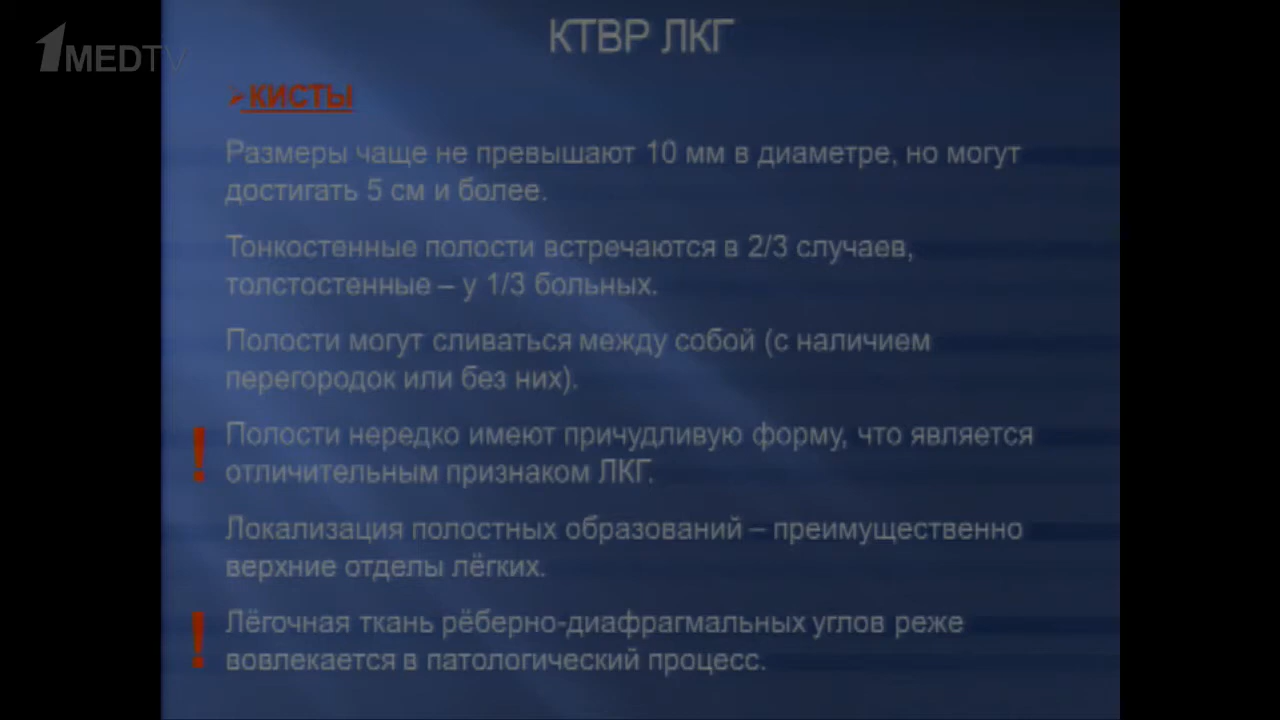 1MEDTV
КТВР ЛКГ
КИСТЫ
Размеры чаще не превышают 10 мм в диаметре, но могут
достигать 5 см и более.
Тонкостенные полости встречаются в 2/3 случаев,
толстостенные – у 1/3 больных.
Полости могут сливаться между собой (с наличием
перегородок или без них).
! Полости нередко имеют причудливую форму, что является
отличительным признаком ЛКГ.
Локализация полостных образований – преимущественно
верхние отделы лёгких.
! Лёгочная ткань рёберно-диафрагмальных углов реже
вовлекается в патологический процесс.